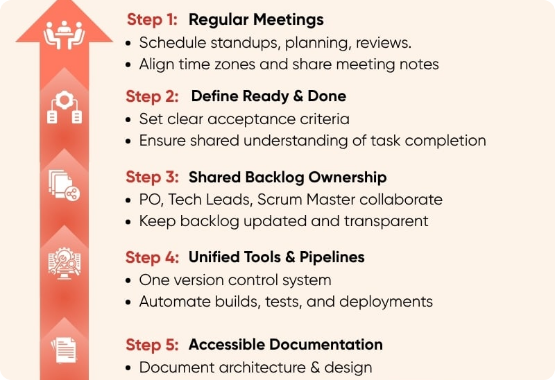 Step 1: Regular Meetings
• Schedule standups, planning, reviews.
• Align time zones and share meeting notes
Step 2: Define Ready & Done
• Set clear acceptance criteria
• Ensure shared understanding of task completion
Step 3: Shared Backlog Ownership
• PO, Tech Leads, Scrum Master collaborate
• Keep backlog updated and transparent
Step 4: Unified Tools & Pipelines
• One version control system
• Automate builds, tests, and deployments
Step 5: Accessible Documentation
• Document architecture & design